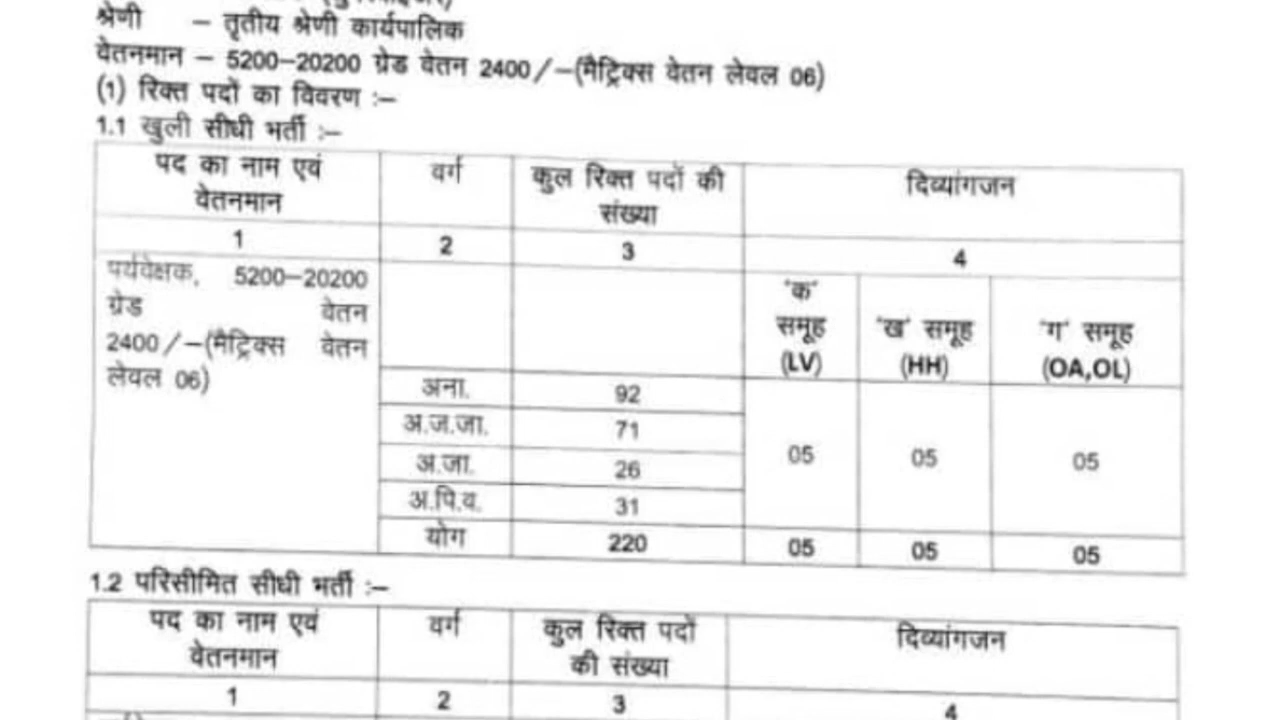 श्रेणी – तृतीय श्रेणी कार्यपालिक
वेतनमान – 5200–20200 ग्रेड वेतन 2400/–(मैट्रिक्स वेतन लेवल 06)
(1) रिक्त पदों का विवरण :–
1.1 खुली सीधी भर्ती :–
पद का नाम एवं वेतनमान | वर्ग | कुल रिक्त पदों की संख्या | दिव्यांगजन
1 | 2 | 3 | 4
पर्यवेक्षक, 5200–20200
ग्रेड वेतन
2400/–(मैट्रिक्स वेतन
लेवल 06)
'क' समूह (LV) | 'ख' समूह (HH) | 'ग' समूह (OA,OL)
अना. | 92
अ.ज.जा. | 71
अ.जा. | 26
अ.पि.व. | 31
05 | 05 | 05
योग | 220 | 05 | 05 | 05
1.2 परिसीमित सीधी भर्ती :–
पद का नाम एवं वेतनमान | वर्ग | कुल रिक्त पदों की संख्या | दिव्यांगजन
1 | 2 | 3 | 4